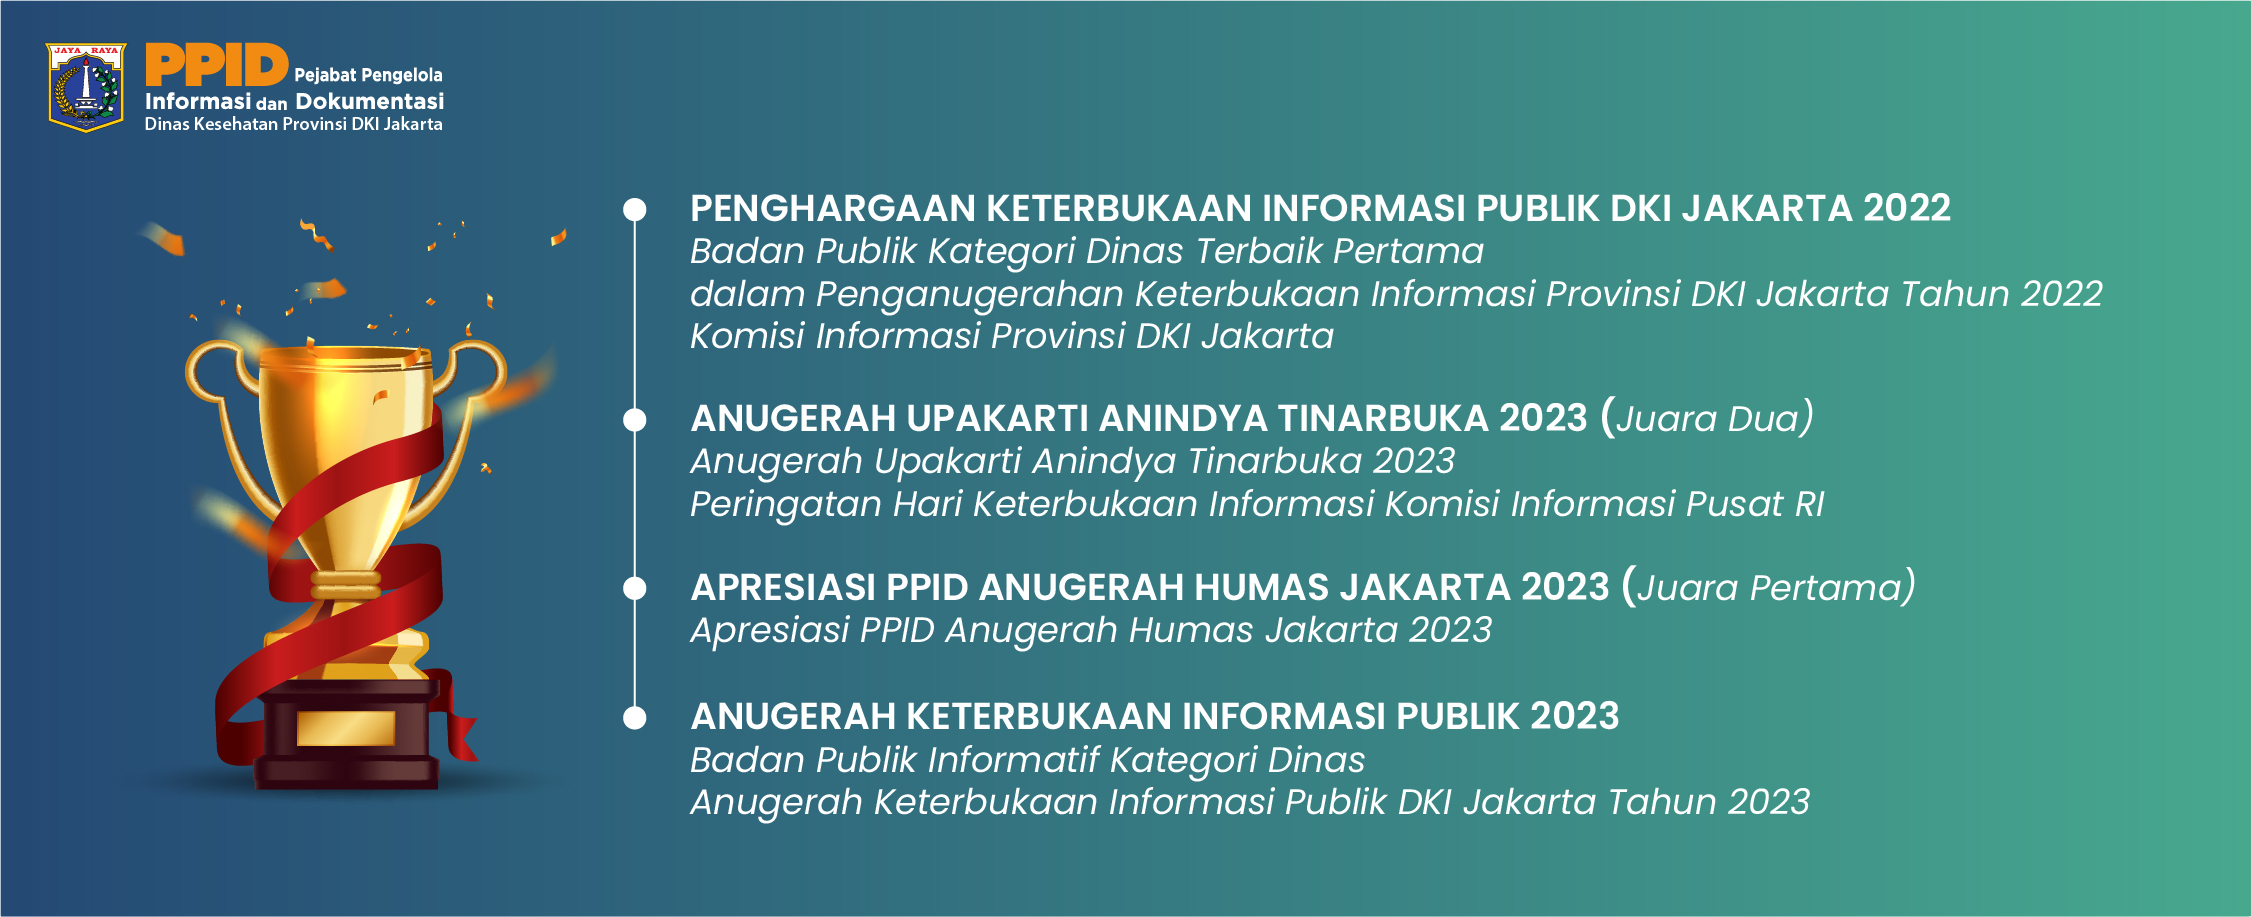 JAYA RAYA
PPID Pejabat Pengelola
Informasi dan Dokumentasi
Dinas Kesehatan Provinsi DKI Jakarta
PENGHARGAAN KETERBUKAAN INFORMASI PUBLIK DKI JAKARTA 2022
Badan Publik Kategori Dinas Terbaik Pertama
dalam Penganugerahan Keterbukaan Informasi Provinsi DKI Jakarta Tahun 2022
Komisi Informasi Provinsi DKI Jakarta
ANUGERAH UPAKARTI ANINDYA TINARBUKA 2023 (Juara Dua)
Anugerah Upakarti Anindya Tinarbuka 2023
Peringatan Hari Keterbukaan Informasi Komisi Informasi Pusat RI
APRESIASI PPID ANUGERAH HUMAS JAKARTA 2023 (Juara Pertama)
Apresiasi PPID Anugerah Humas Jakarta 2023
ANUGERAH KETERBUKAAN INFORMASI PUBLIK 2023
Badan Publik Informatif Kategori Dinas
Anugerah Keterbukaan Informasi Publik DKI Jakarta Tahun 2023